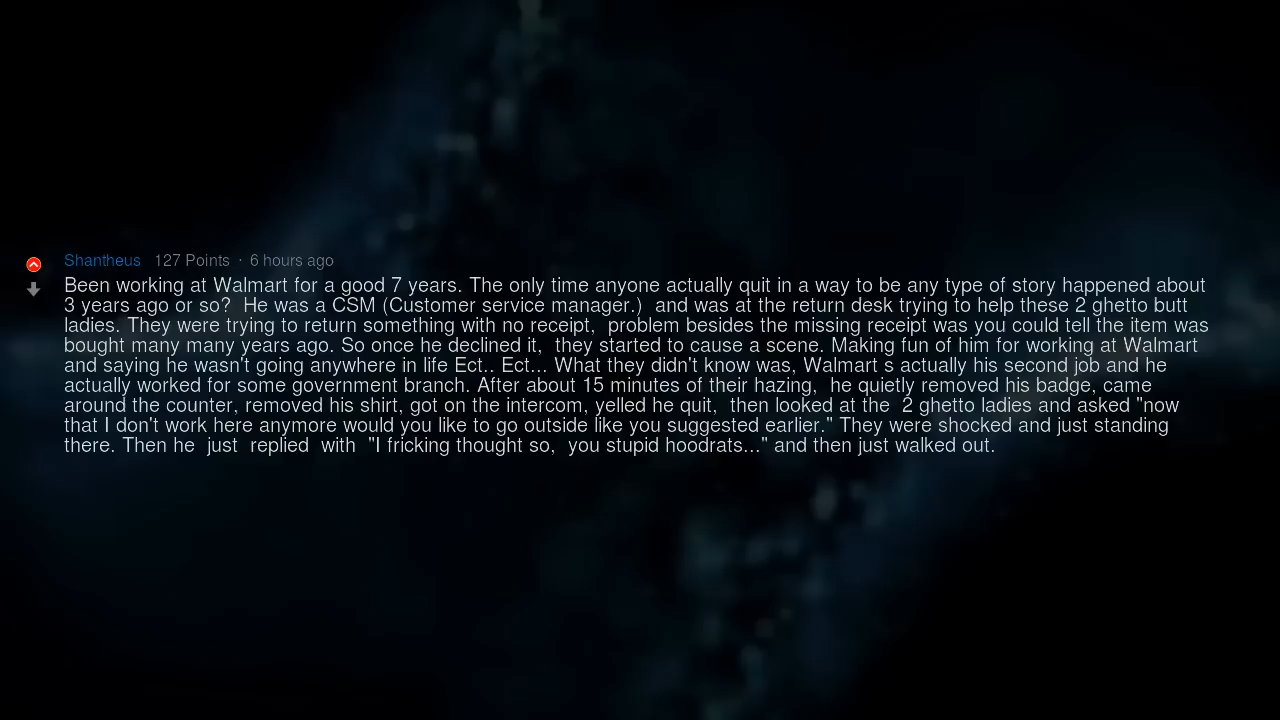 Shantheus 127 Points · 6 hours ago
Been working at Walmart for a good 7 years. The only time anyone actually quit in a way to be any type of story happened about
3 years ago or so?  He was a CSM (Customer service manager.)  and was at the return desk trying to help these 2 ghetto butt
ladies. They were trying to return something with no receipt,  problem besides the missing receipt was you could tell the item was
bought many many years ago. So once he declined it,  they started to cause a scene. Making fun of him for working at Walmart
and saying he wasn't going anywhere in life Ect.. Ect... What they didn't know was, Walmart s actually his second job and he
actually worked for some government branch. After about 15 minutes of their hazing,  he quietly removed his badge, came
around the counter, removed his shirt, got on the intercom, yelled he quit,  then looked at the  2 ghetto ladies and asked "now
that I don't work here anymore would you like to go outside like you suggested earlier." They were shocked and just standing
there. Then he  just  replied  with  "I fricking thought so,  you stupid hoodrats..." and then just walked out.